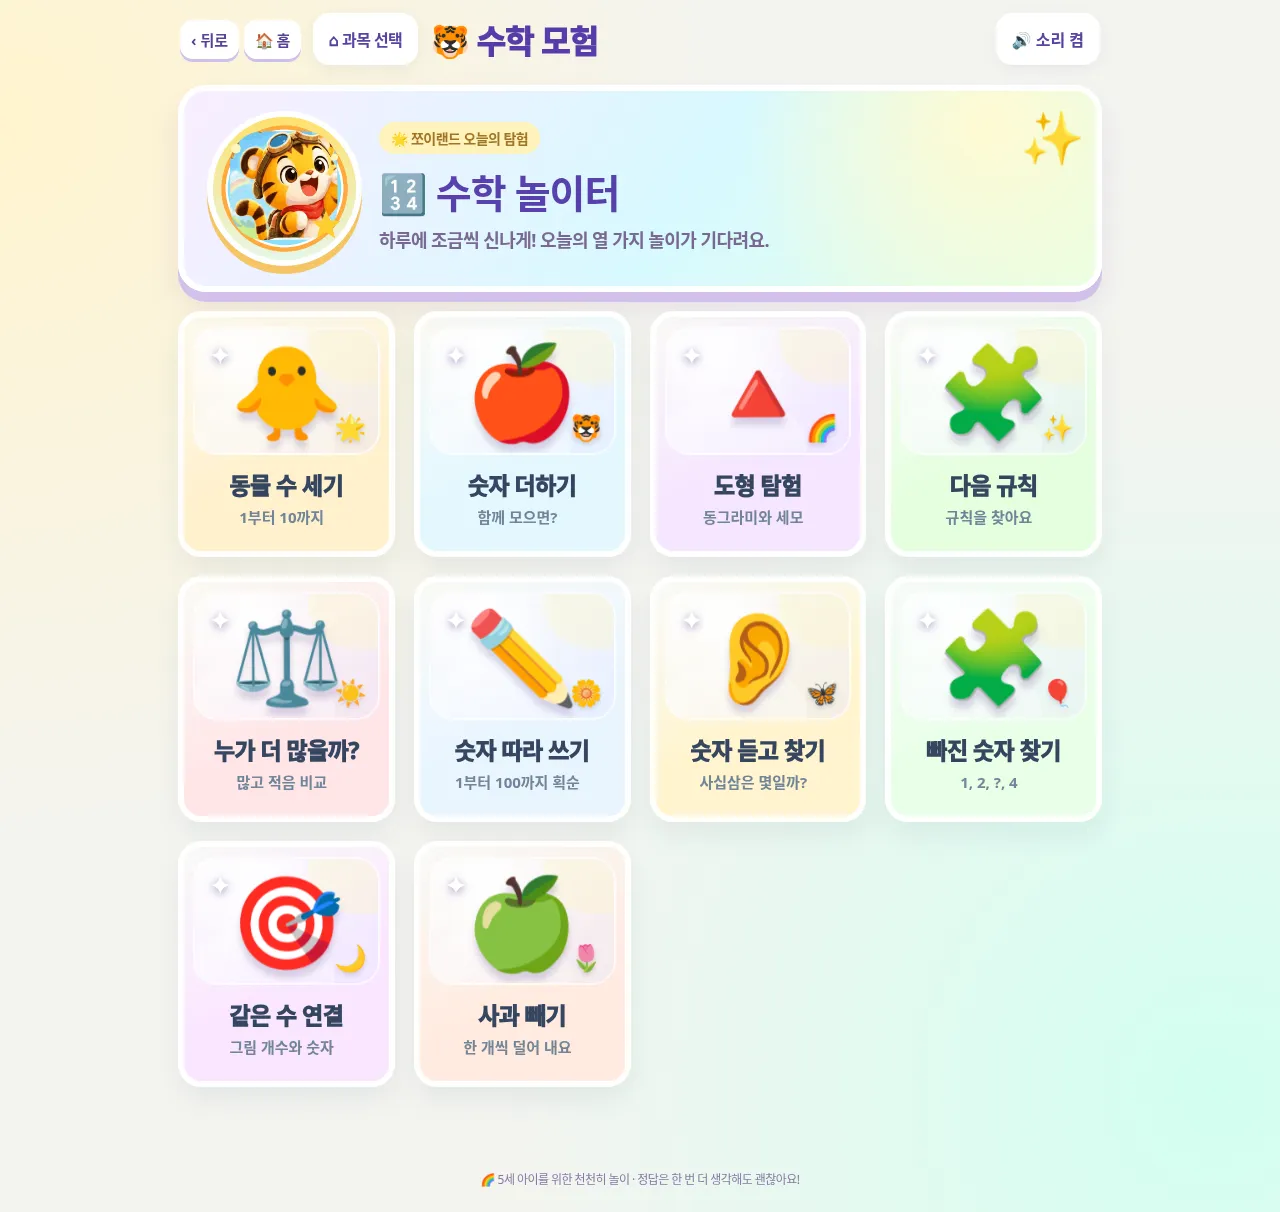 ‹ 뒤로
🏠 홈
⌂ 과목 선택
🐯 수학 모험
🔊 소리 켬
🌟 쪼이랜드 오늘의 탐험
🔢 수학 놀이터
하루에 조금씩 신나게! 오늘의 열 가지 놀이가 기다려요.
동물 수 세기
1부터 10까지
숫자 더하기
함께 모으면?
도형 탐험
동그라미와 세모
다음 규칙
규칙을 찾아요
누가 더 많을까?
많고 적음 비교
숫자 따라 쓰기
1부터 100까지 획순
숫자 듣고 찾기
사십삼은 몇일까?
빠진 숫자 찾기
1, 2, ?, 4
같은 수 연결
그림 개수와 숫자
사과 빼기
한 개씩 덜어 내요
🌈 5세 아이를 위한 천천히 놀이 · 정답은 한 번 더 생각해도 괜찮아요!